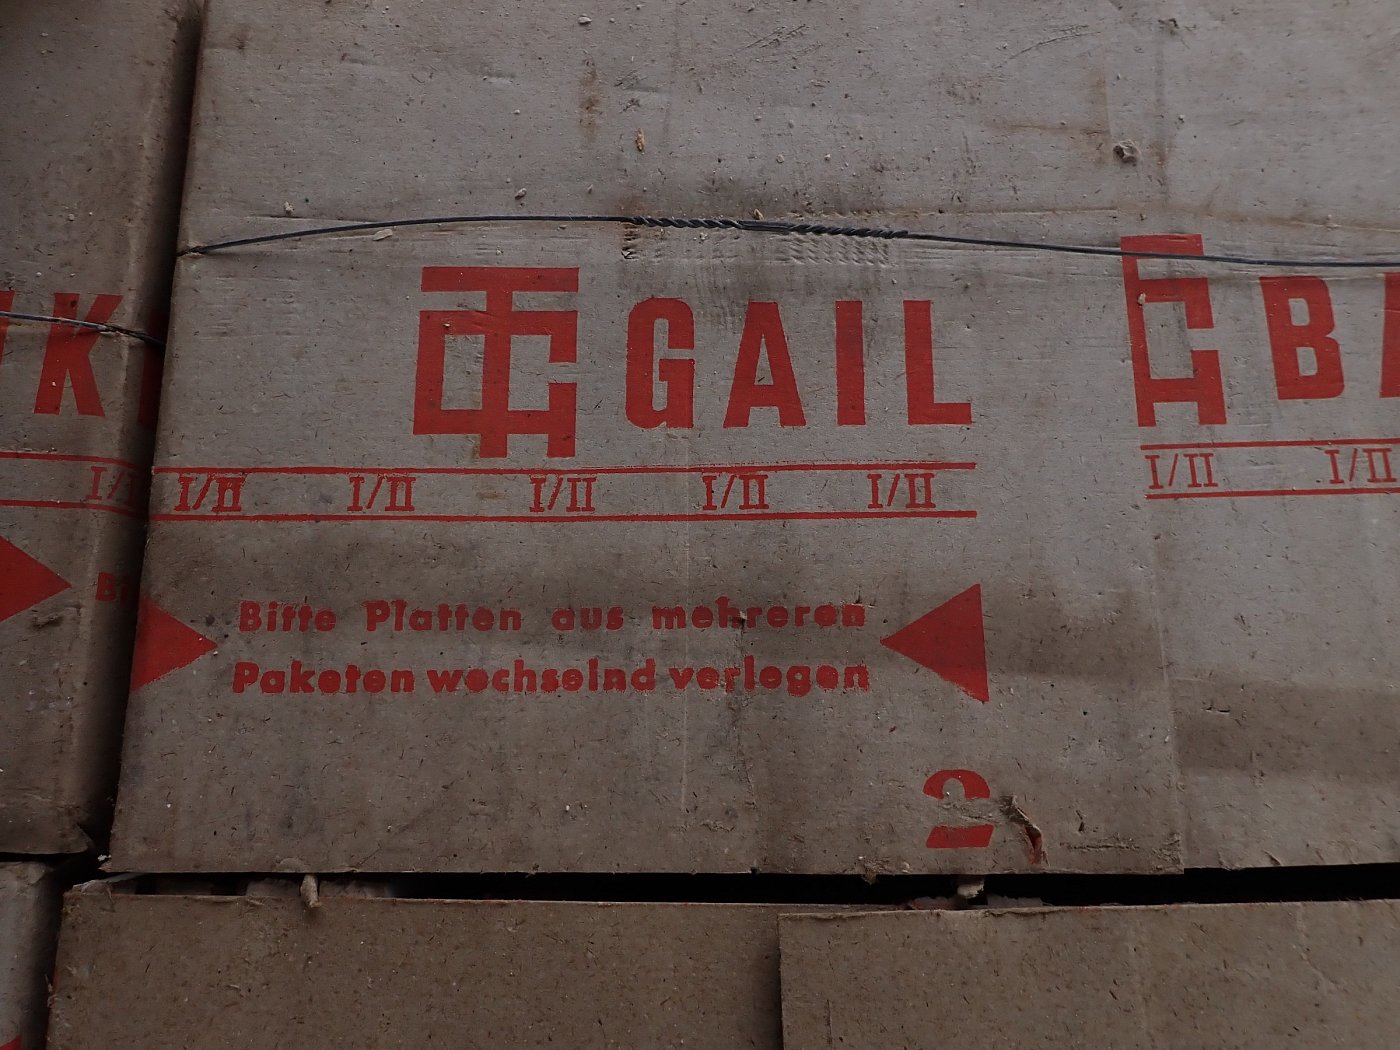 GAIL
I/II I/II I/II I/II I/II
I/II I/II
Bitte Platten aus mehreren
Paketen wechselnd verlegen
2